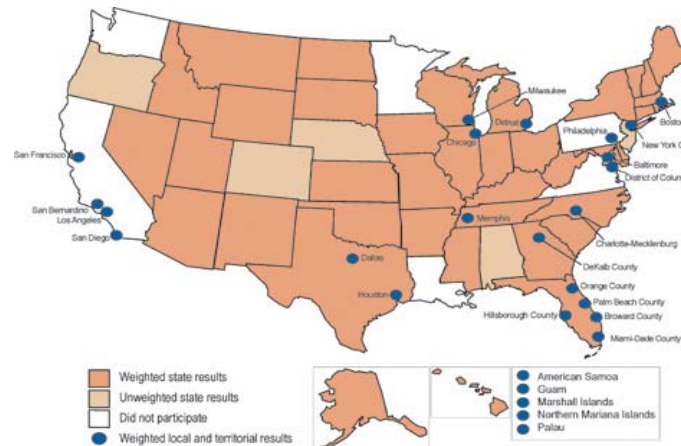 Milwaukee
Detroit
Chicago
Boston
Philadelphia
New York C
Baltimore
District of Colum
San Francisco
San Bernardino
Los Angeles
San Diego
Memphis
Charlotte-Mecklenburg
Dallas
DeKalb County
Houston
Orange County
Palm Beach County
Hillsborough County
Broward County
Miami-Dade County
Weighted state results
Unweighted state results
Did not participate
Weighted local and territorial results
American Samoa
Guam
Marshall Islands
Northern Mariana Islands
Palau